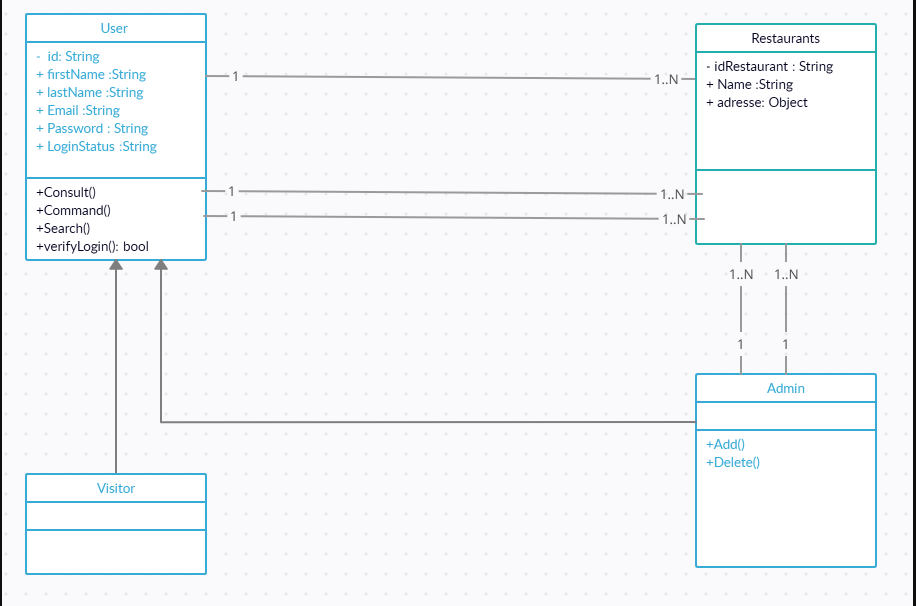 User
- id: String
+ firstName :String
+ lastName :String
+ Email :String
+ Password : String
+ LoginStatus :String
+Consult()
+Command()
+Search()
+verifyLogin(): bool
1
1..N
1
1..N
1
1..N
Restaurants
- idRestaurant : String
+ Name :String
+ adresse: Object
1..N
1..N
1
1
Admin
+Add()
+Delete()
Visitor